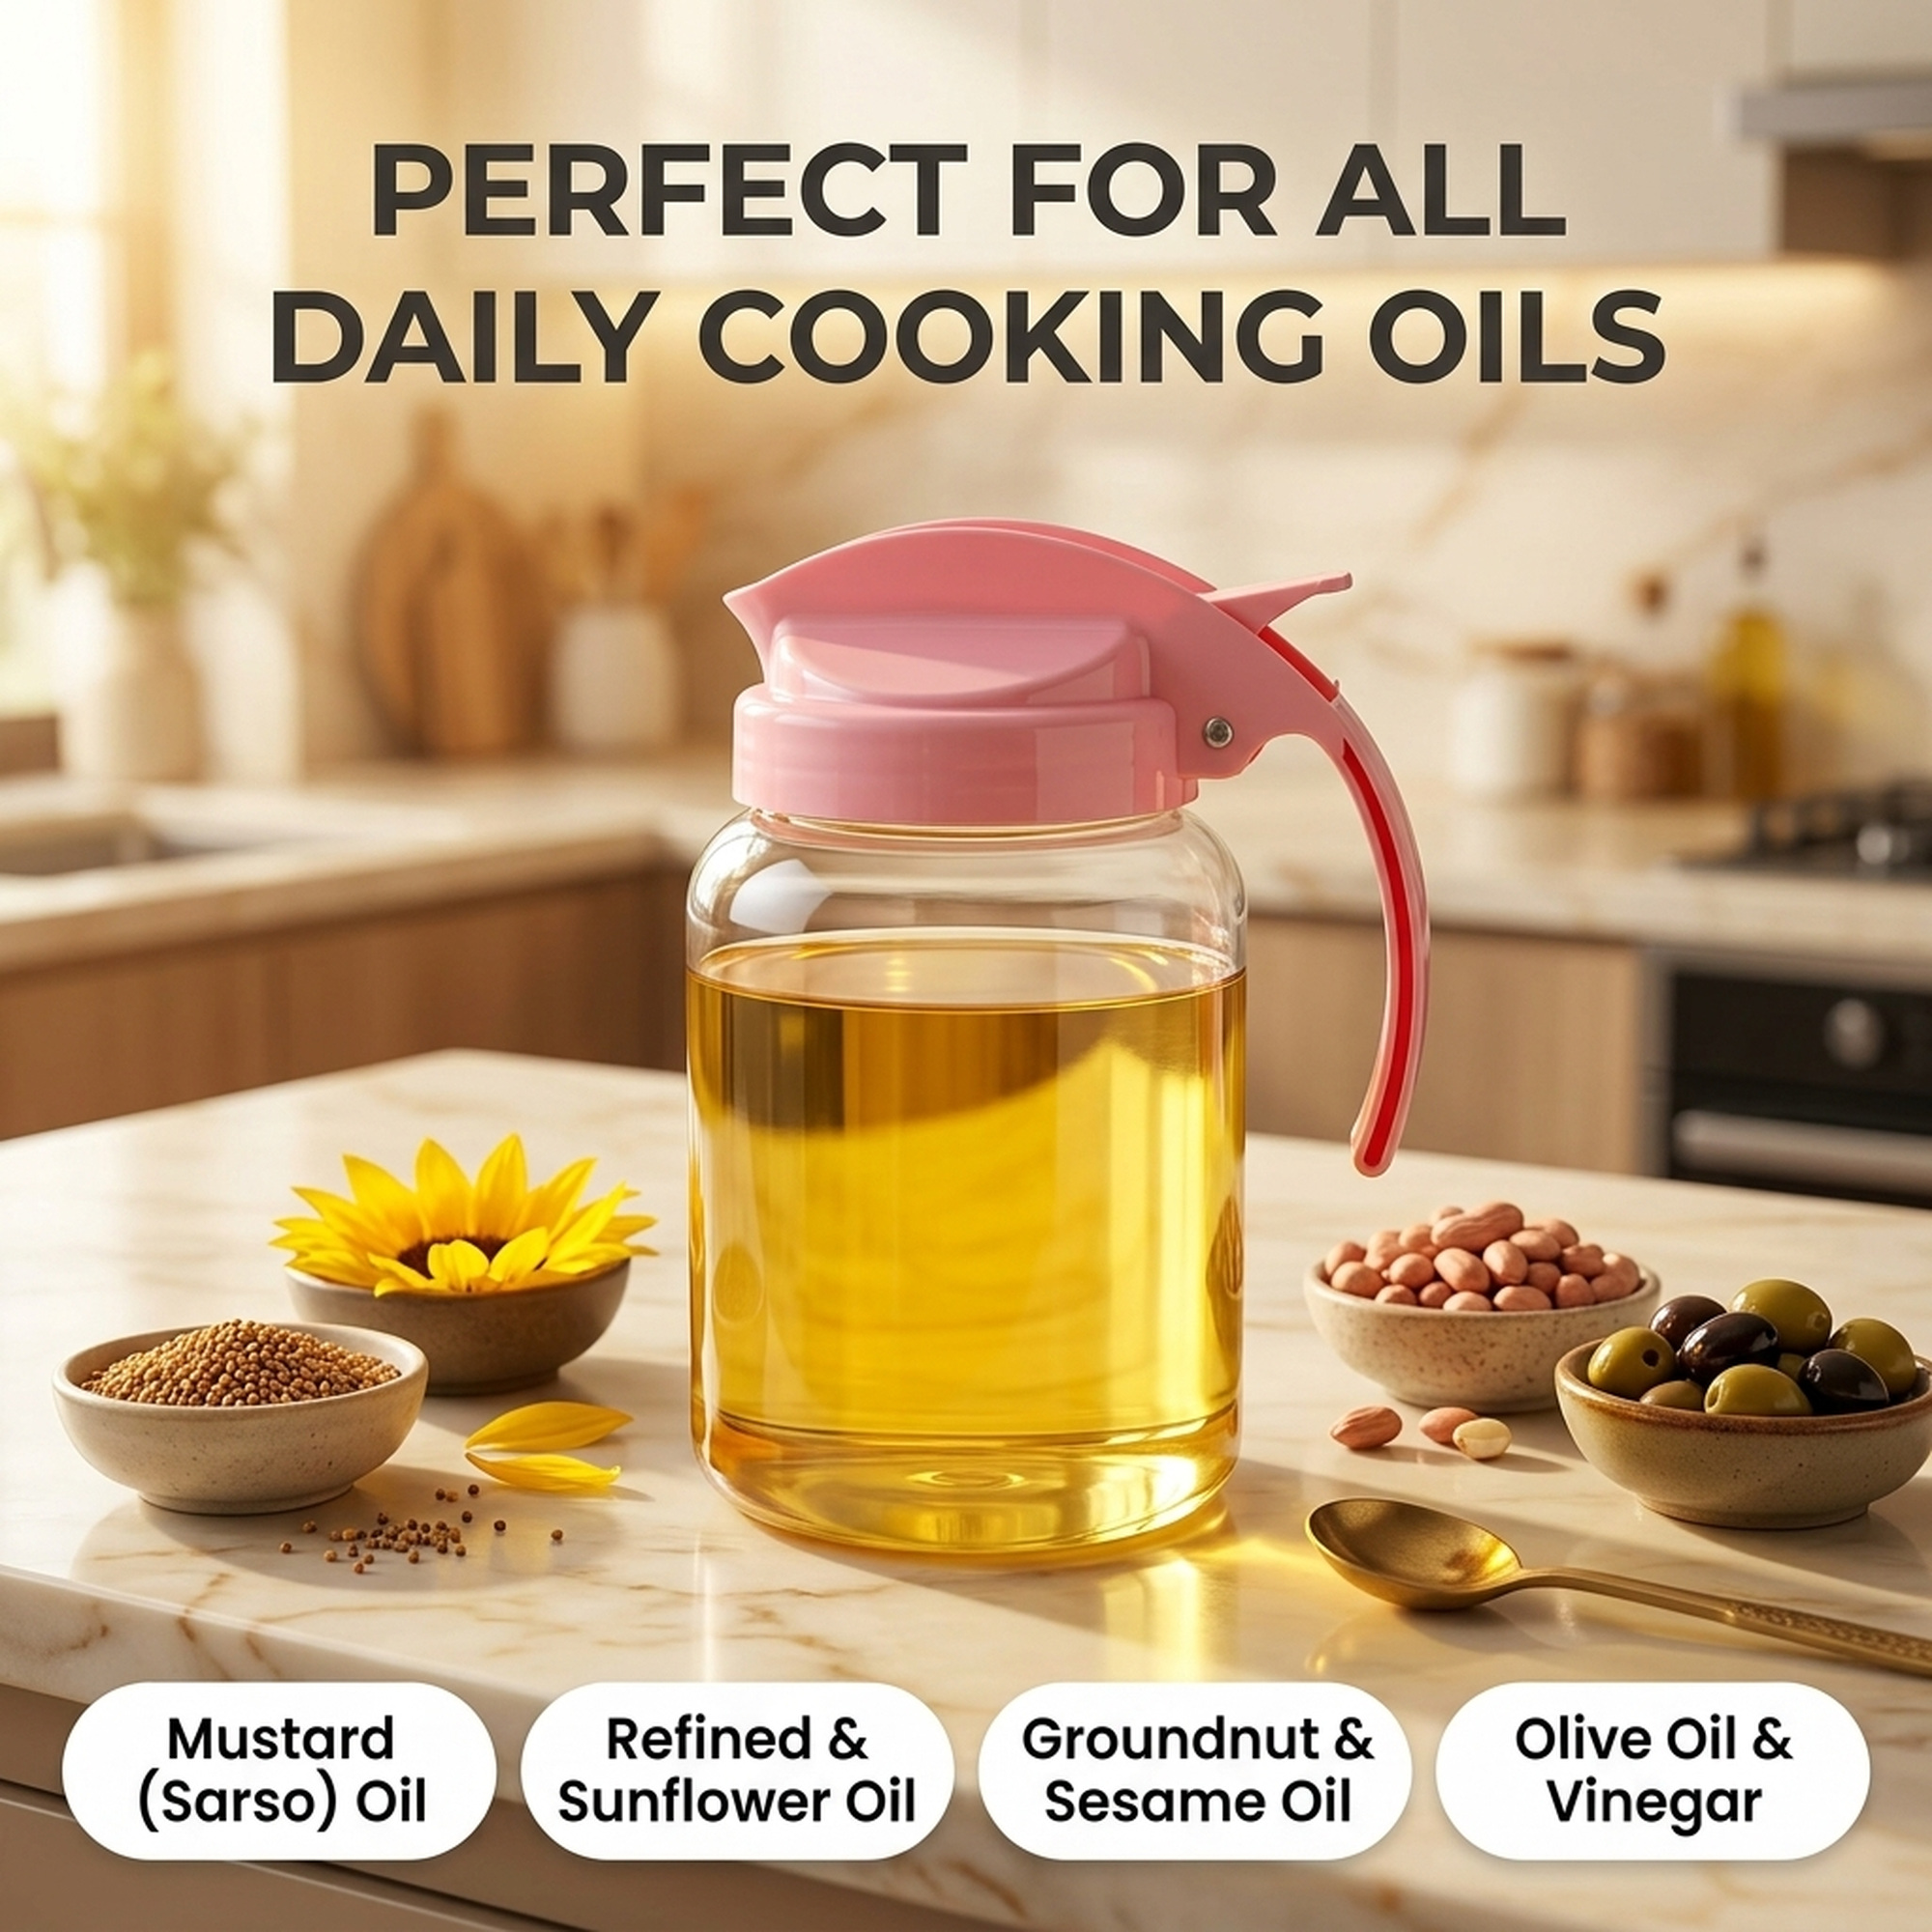 PERFECT FOR ALL
DAILY COOKING OILS
Mustard
(Sarso) Oil
Refined &
Sunflower Oil
Groundnut &
Sesame Oil
Olive Oil &
Vinegar